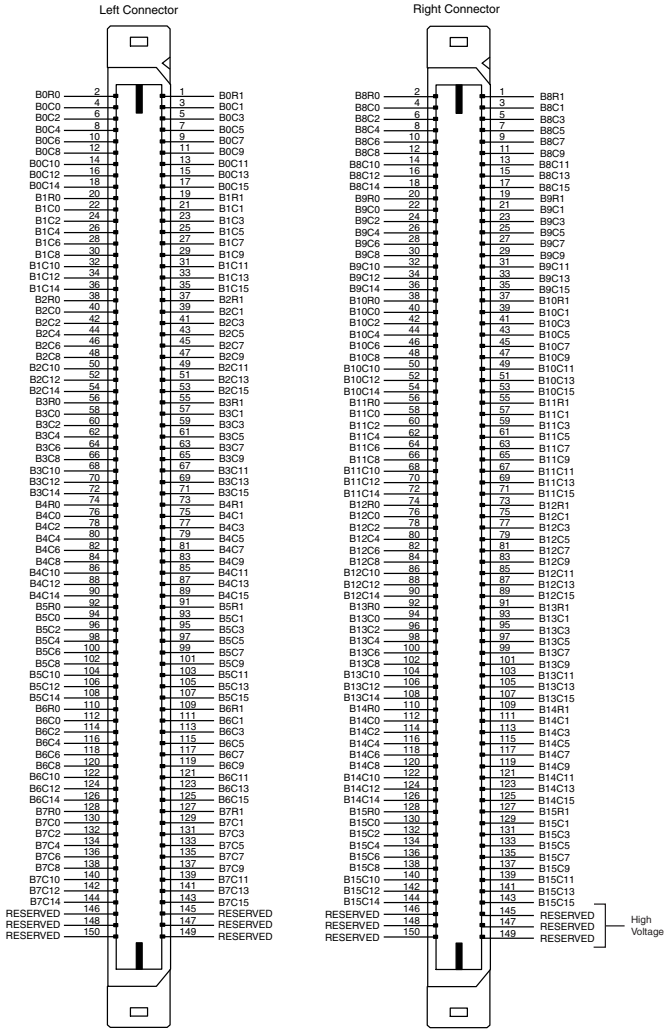 Left Connector
B0R0 2 1 B0R1
B0C0 4 3 B0C1
B0C2 6 5 B0C3
B0C4 8 7 B0C5
B0C6 10 9 B0C7
B0C8 12 11 B0C9
B0C10 14 13 B0C11
B0C12 16 15 B0C13
B0C14 18 17 B0C15
B1R0 20 19 B1R1
B1C0 22 21 B1C1
B1C2 24 23 B1C3
B1C4 26 25 B1C5
B1C6 28 27 B1C7
B1C8 30 29 B1C9
B1C10 32 31 B1C11
B1C12 34 33 B1C13
B1C14 36 35 B1C15
B2R0 38 37 B2R1
B2C0 40 39 B2C1
B2C2 42 41 B2C3
B2C4 44 43 B2C5
B2C6 46 45 B2C7
B2C8 48 47 B2C9
B2C10 50 49 B2C11
B2C12 52 51 B2C13
B2C14 54 53 B2C15
B3R0 56 55 B3R1
B3C0 58 57 B3C1
B3C2 60 59 B3C3
B3C4 62 61 B3C5
B3C6 64 63 B3C7
B3C8 66 65 B3C9
B3C10 68 67 B3C11
B3C12 70 69 B3C13
B3C14 72 71 B3C15
B4R0 74 73 B4R1
B4C0 76 75 B4C1
B4C2 78 77 B4C3
B4C4 80 79 B4C5
B4C6 82 81 B4C7
B4C8 84 83 B4C9
B4C10 86 85 B4C11
B4C12 88 87 B4C13
B4C14 90 89 B4C15
B5R0 92 91 B5R1
B5C0 94 93 B5C1
B5C2 96 95 B5C3
B5C4 98 97 B5C5
B5C6 100 99 B5C7
B5C8 102 101 B5C9
B5C10 104 103 B5C11
B5C12 106 105 B5C13
B5C14 108 107 B5C15
B6R0 110 109 B6R1
B6C0 112 111 B6C1
B6C2 114 113 B6C3
B6C4 116 115 B6C5
B6C6 118 117 B6C7
B6C8 120 119 B6C9
B6C10 122 121 B6C11
B6C12 124 123 B6C13
B6C14 126 125 B6C15
B7R0 128 127 B7R1
B7C0 130 129 B7C1
B7C2 132 131 B7C3
B7C4 134 133 B7C5
B7C6 136 135 B7C7
B7C8 138 137 B7C9
B7C10 140 139 B7C11
B7C12 142 141 B7C13
B7C14 144 143 B7C15
RESERVED 146 145 RESERVED
RESERVED 148 147 RESERVED
RESERVED 150 149 RESERVED
Right Connector
B8R0 2 1 B8R1
B8C0 4 3 B8C1
B8C2 6 5 B8C3
B8C4 8 7 B8C5
B8C6 10 9 B8C7
B8C8 12 11 B8C9
B8C10 14 13 B8C11
B8C12 16 15 B8C13
B8C14 18 17 B8C15
B9R0 20 19 B9R1
B9C0 22 21 B9C1
B9C2 24 23 B9C3
B9C4 26 25 B9C5
B9C6 28 27 B9C7
B9C8 30 29 B9C9
B9C10 32 31 B9C11
B9C12 34 33 B9C13
B9C14 36 35 B9C15
B10R0 38 37 B10R1
B10C0 40 39 B10C1
B10C2 42 41 B10C3
B10C4 44 43 B10C5
B10C6 46 45 B10C7
B10C8 48 47 B10C9
B10C10 50 49 B10C11
B10C12 52 51 B10C13
B10C14 54 53 B10C15
B11R0 56 55 B11R1
B11C0 58 57 B11C1
B11C2 60 59 B11C3
B11C4 62 61 B11C5
B11C6 64 63 B11C7
B11C8 66 65 B11C9
B11C10 68 67 B11C11
B11C12 70 69 B11C13
B11C14 72 71 B11C15
B12R0 74 73 B12R1
B12C0 76 75 B12C1
B12C2 78 77 B12C3
B12C4 80 79 B12C5
B12C6 82 81 B12C7
B12C8 84 83 B12C9
B12C10 86 85 B12C11
B12C12 88 87 B12C13
B12C14 90 89 B12C15
B13R0 92 91 B13R1
B13C0 94 93 B13C1
B13C2 96 95 B13C3
B13C4 98 97 B13C5
B13C6 100 99 B13C7
B13C8 102 101 B13C9
B13C10 104 103 B13C11
B13C12 106 105 B13C13
B13C14 108 107 B13C15
B14R0 110 109 B14R1
B14C0 112 111 B14C1
B14C2 114 113 B14C3
B14C4 116 115 B14C5
B14C6 118 117 B14C7
B14C8 120 119 B14C9
B14C10 122 121 B14C11
B14C12 124 123 B14C13
B14C14 126 125 B14C15
B15R0 128 127 B15R1
B15C0 130 129 B15C1
B15C2 132 131 B15C3
B15C4 134 133 B15C5
B15C6 136 135 B15C7
B15C8 138 137 B15C9
B15C10 140 139 B15C11
B15C12 142 141 B15C13
B15C14 144 143 B15C15
RESERVED 146 145 RESERVED
RESERVED 148 147 RESERVED
RESERVED 150 149 RESERVED
High
Voltage